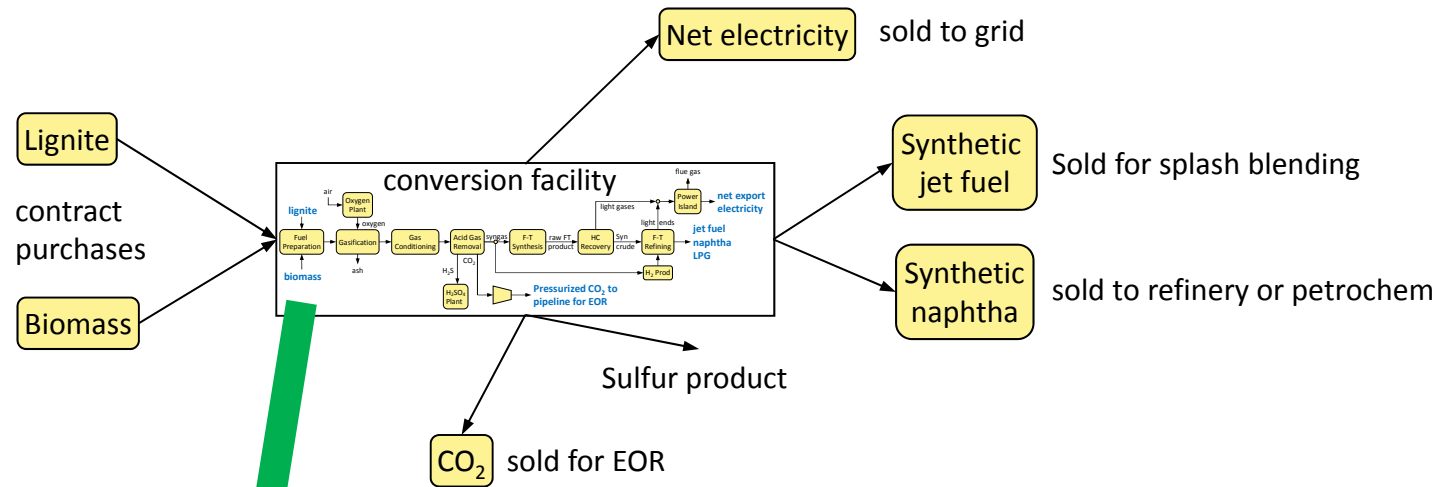 Net electricity
sold to grid
Lignite
contract
purchases
Biomass
conversion facility
air
Oxygen
Plant
oxygen
lignite
Fuel
Preparation
biomass
Gasification
ash
Gas
Conditioning
Acid Gas
Removal
H₂S
CO₂
H₂SO₄
Plant
Pressurized CO₂ to
pipeline for EOR
syngas
F-T
Synthesis
raw FT
product
HC
Recovery
light gases
Syn
crude
light ends
F-T
Refining
H₂ Prod
flue gas
Power
Island
net export
electricity
jet fuel
naphtha
LPG
Synthetic
jet fuel
Sold for splash blending
Synthetic
naphtha
sold to refinery or petrochem
Sulfur product
CO₂
sold for EOR